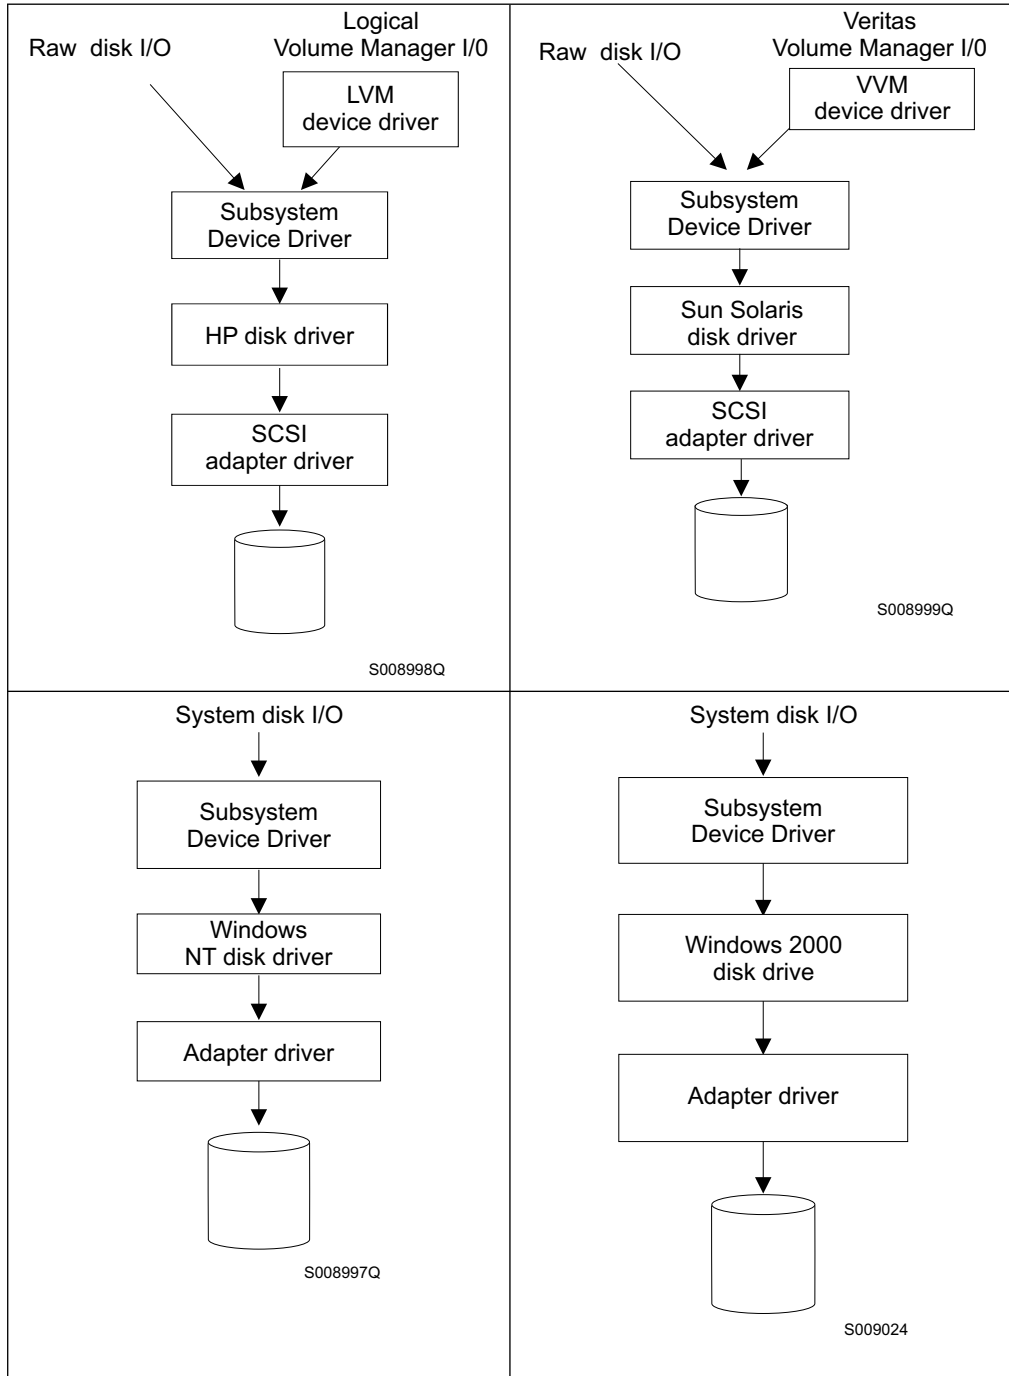 Raw disk I/O
Logical
Volume Manager I/0
LVM
device driver
Subsystem
Device Driver
HP disk driver
SCSI
adapter driver
S008998Q
Raw disk I/O
Veritas
Volume Manager I/0
VVM
device driver
Subsystem
Device Driver
Sun Solaris
disk driver
SCSI
adapter driver
S008999Q
System disk I/O
Subsystem
Device Driver
Windows
NT disk driver
Adapter driver
S008997Q
System disk I/O
Subsystem
Device Driver
Windows 2000
disk drive
Adapter driver
S009024